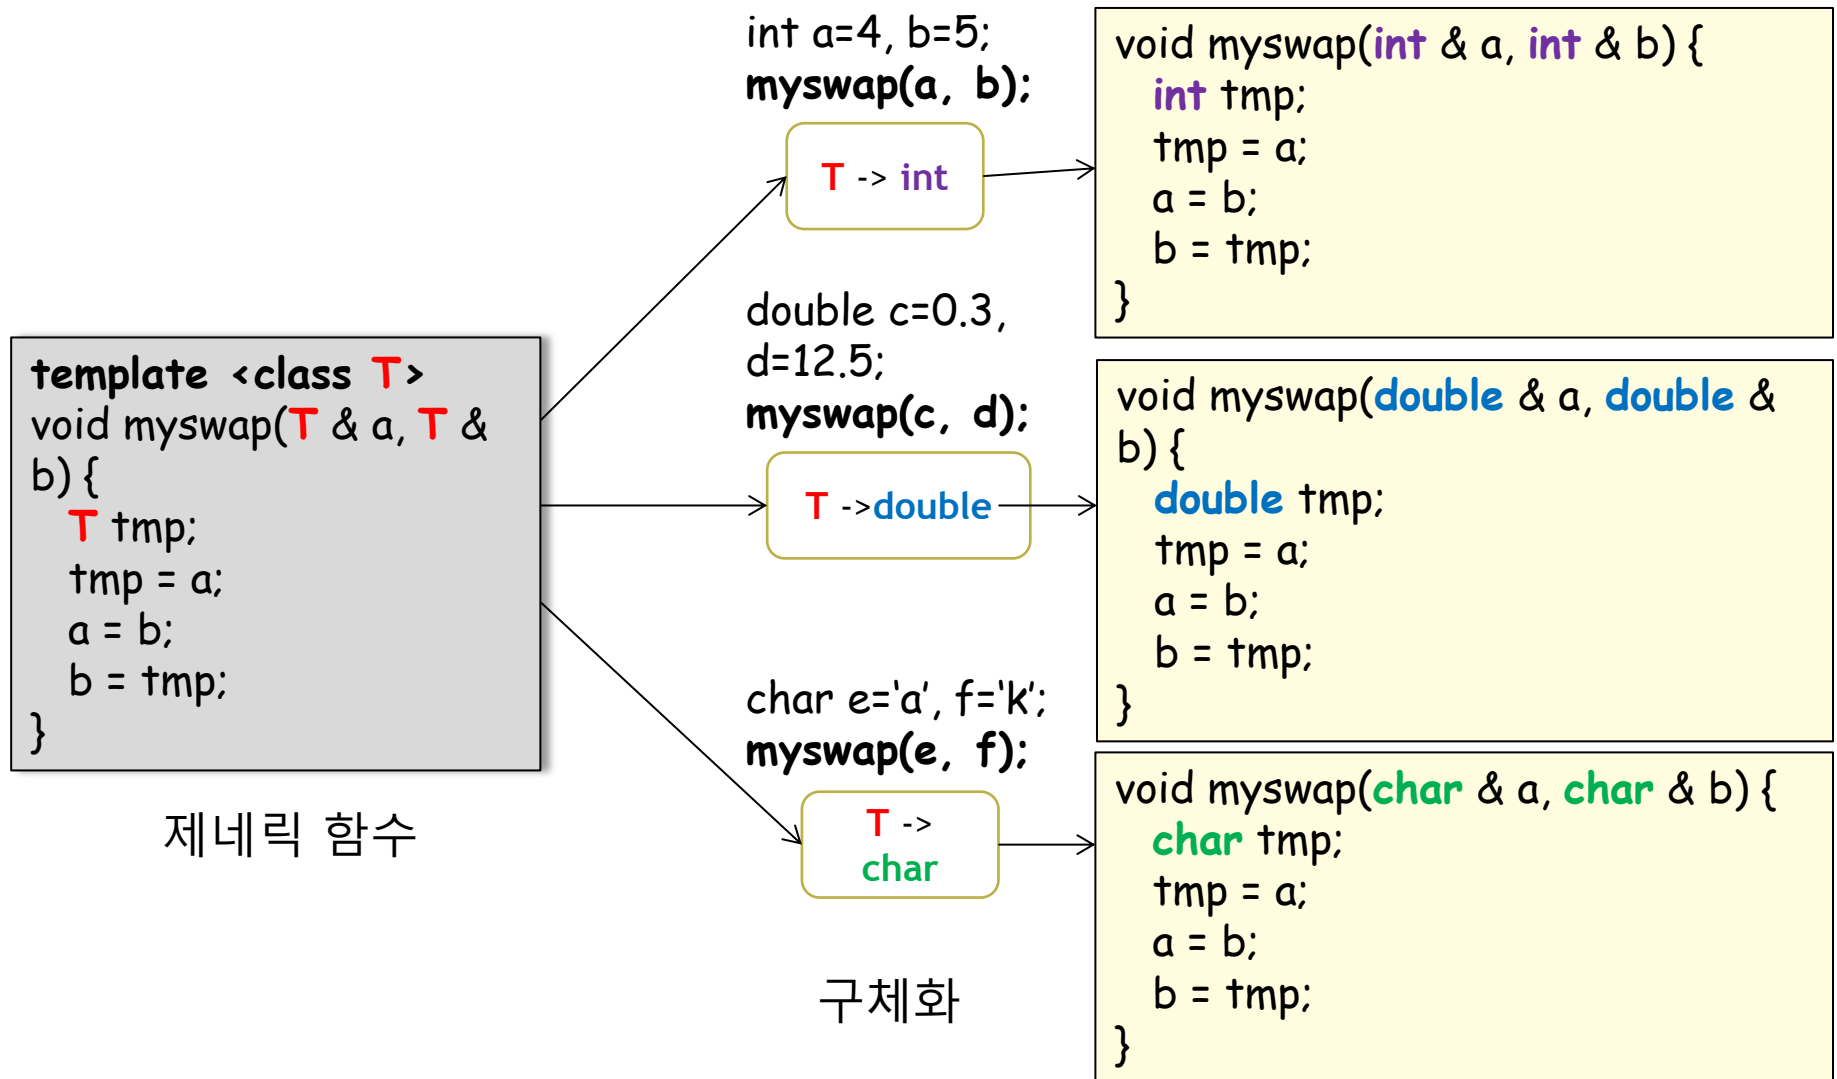 template <class T>
void myswap(T & a, T &
b) {
T tmp;
tmp = a;
a = b;
b = tmp;
}
제네릭 함수
int a=4, b=5;
myswap(a, b);
T -> int
double c=0.3,
d=12.5;
myswap(c, d);
T ->double
char e=‘a’, f=‘k’;
myswap(e, f);
T ->
char
구체화
void myswap(int & a, int & b) {
int tmp;
tmp = a;
a = b;
b = tmp;
}
void myswap(double & a, double &
b) {
double tmp;
tmp = a;
a = b;
b = tmp;
}
void myswap(char & a, char & b) {
char tmp;
tmp = a;
a = b;
b = tmp;
}